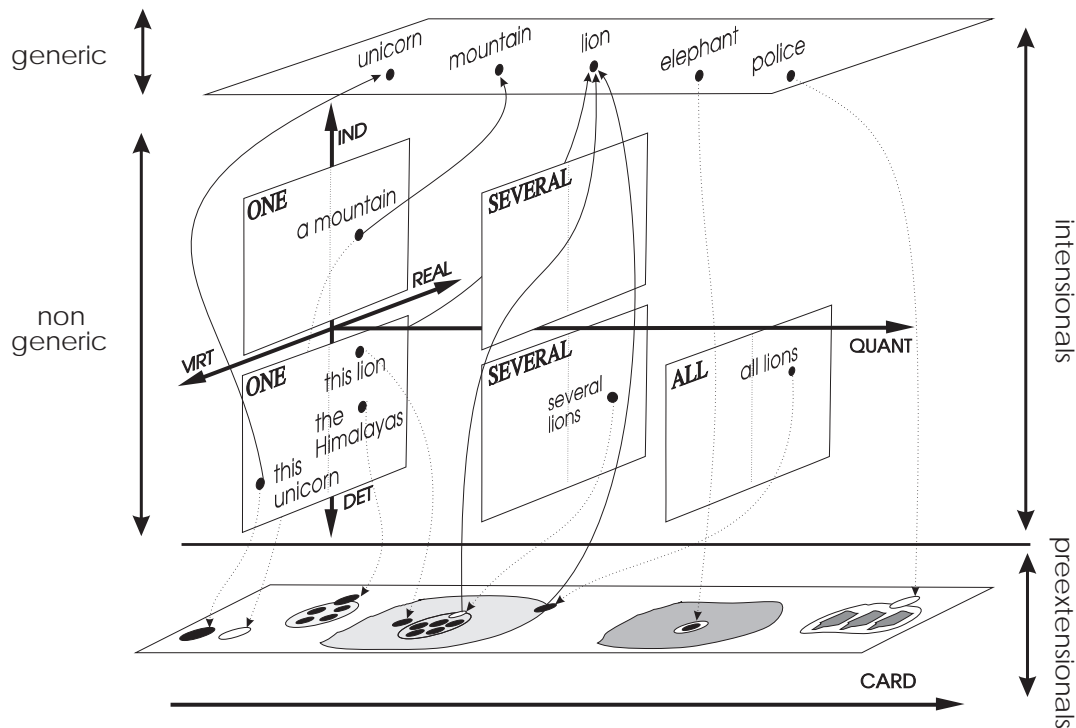 generic
unicorn
mountain
lion
elephant
police
IND
ONE
a mountain
SEVERAL
REAL
non
generic
VIRT
QUANT
ONE
this lion
the
Himalayas
this
unicorn
DET
SEVERAL
several
lions
ALL
all lions
intensionals
preextensionals
CARD